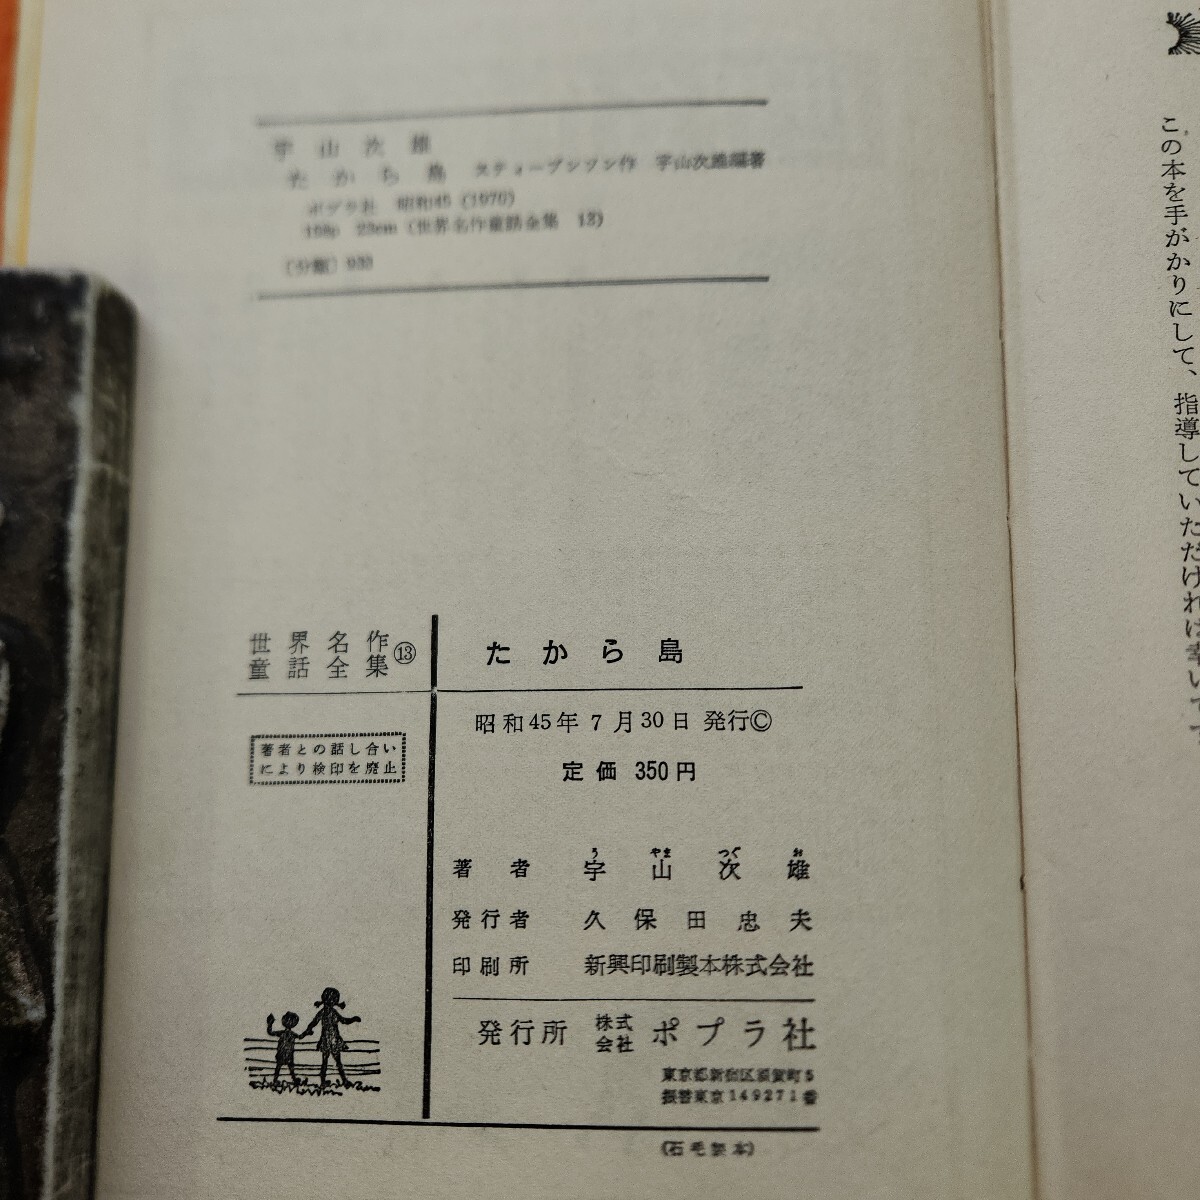 宇山次雄
たから島 スティーブンソン作 宇山次雄編著
ポプラ社 昭和45 (1970)
23cm (世界名作童話全集 13)
〔分類〕 933
世界名作
童話全集 ⑬
たから島
昭和45年7月30日 発行©
定価 350円
著者との話し合い
により検印を廃止
うやまつぐお
著者 宇山次雄
発行者 久保田忠夫
印刷所 新興印刷製本株式会社
発行所 株式会社 ポプラ社
東京都新宿区須賀町5
振替東京149271番
(石毛製本)
この本を手がかりにして、指導していただければ幸いです